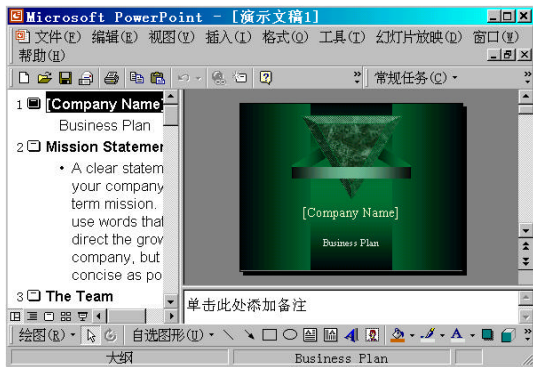 Microsoft PowerPoint - [演示文稿1]
文件(F) 编辑(E) 视图(V) 插入(I) 格式(O) 工具(T) 幻灯片放映(D) 窗口(W)
帮助(H)
常规任务(C)
1 [Company Name]
Business Plan
2 Mission Statemen
• A clear statem
your company
term mission.
use words that
direct the grow
company, but
concise as po
3 The Team
[Company Name]
Business Plan
单击此处添加备注
绘图(R) 自选图形(U)
大纲 Business Plan